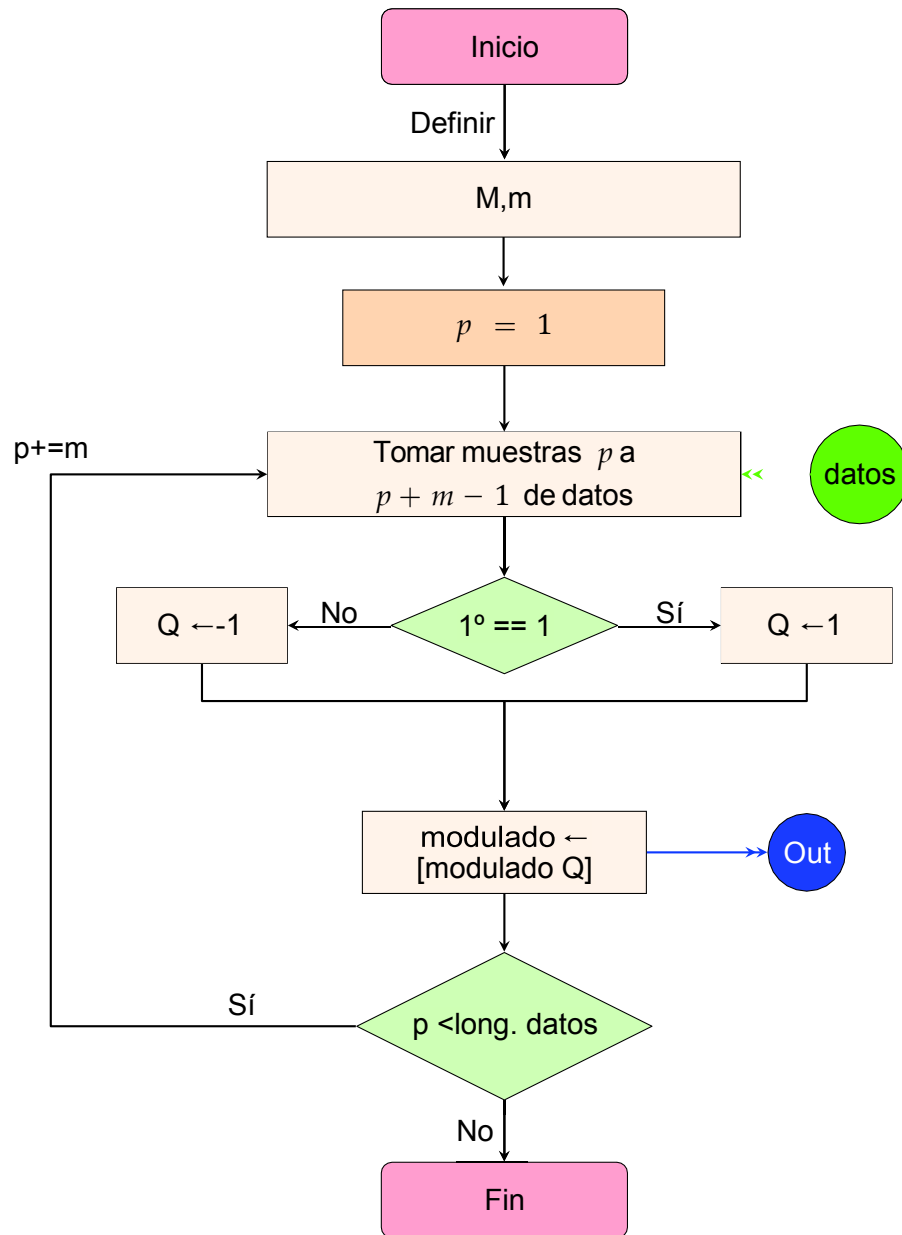 Inicio
Definir
M,m
p = 1
p+=m
Tomar muestras p a
p + m − 1 de datos
datos
Q ←-1
No
1º == 1
Sí
Q ←1
modulado ←
[modulado Q]
Out
Sí
p <long. datos
No
Fin